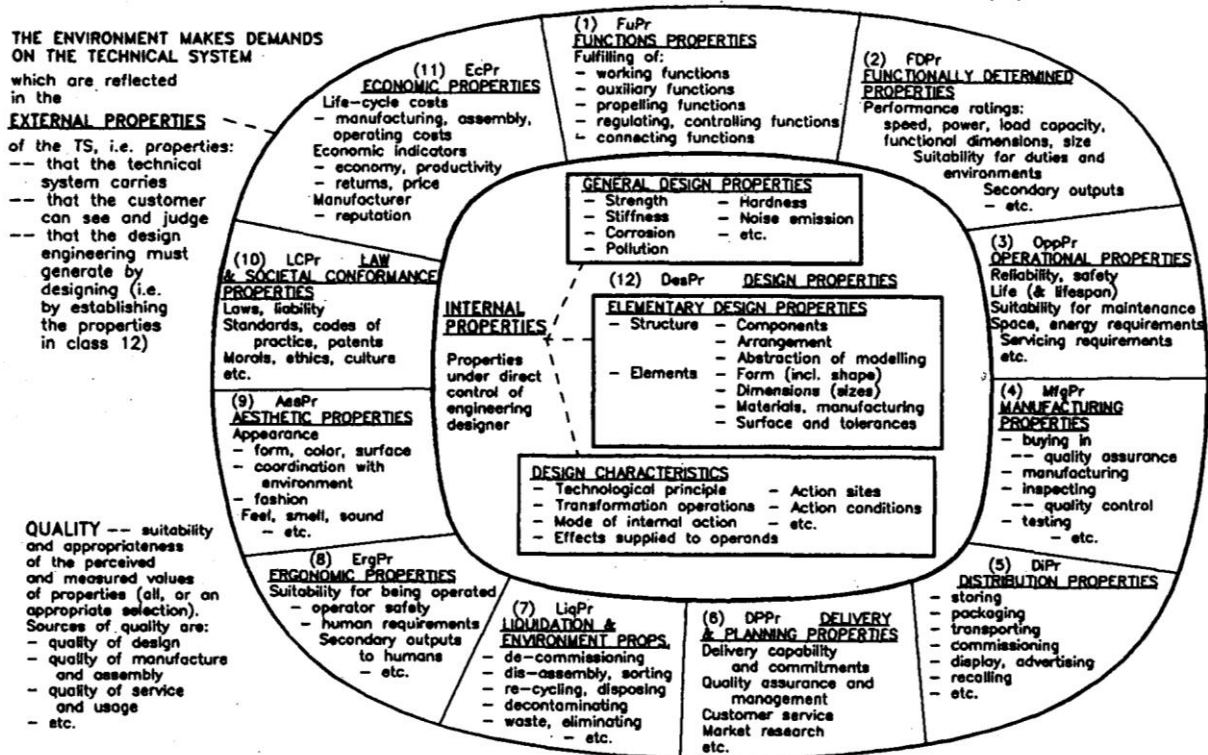 THE ENVIRONMENT MAKES DEMANDS
ON THE TECHNICAL SYSTEM
which are reflected
in the
EXTERNAL PROPERTIES
of the TS, i.e. properties:
-- that the technical
system carries
-- that the customer
can see and judge
-- that the design
engineering must
generate by
designing (i.e.
by establishing
the properties
in class 12)
QUALITY -- suitability
and appropriateness
of the perceived
and measured values
of properties (all, or an
appropriate selection).
Sources of quality are:
- quality of design
- quality of manufacture
and assembly
- quality of service
and usage
- etc.
(1) FuPr
FUNCTIONS PROPERTIES
Fulfilling of:
- working functions
- auxiliary functions
- propelling functions
- regulating, controlling functions
- connecting functions
(2) FDPr
FUNCTIONALLY DETERMINED
PROPERTIES
Performance ratings:
speed, power, load capacity,
functional dimensions, size
Suitability for duties and
environments
Secondary outputs
- etc.
(3) OppPr
OPERATIONAL PROPERTIES
Reliability, safety
Life (& lifespan)
Suitability for maintenance
Space, energy requirements
Servicing requirements
etc.
(4) MfgPr
MANUFACTURING
PROPERTIES
- buying in
-- quality assurance
- manufacturing
- inspecting
-- quality control
- testing
- etc.
(5) DiPr
DISTRIBUTION PROPERTIES
- storing
- packaging
- transporting
- commissioning
- display, advertising
- recalling
- etc.
(6) DPPr DELIVERY
& PLANNING PROPERTIES
Delivery capability
and commitments
Quality assurance and
management
Customer service
Market research
etc.
(7) LiqPr
LIQUIDATION &
ENVIRONMENT PROPS.
- de-commissioning
- dis-assembly, sorting
- re-cycling, disposing
- decontaminating
- waste, eliminating
- etc.
(8) ErgPr
ERGONOMIC PROPERTIES
Suitability for being operated
- operator safety
- human requirements
Secondary outputs
to humans
- etc.
(9) AesPr
AESTHETIC PROPERTIES
Appearance
- form, color, surface
- coordination with
environment
- fashion
Feel, smell, sound
- etc.
(10) LCPr LAW
& SOCIETAL CONFORMANCE
PROPERTIES
Laws, liability
Standards, codes of
practice, patents
Morals, ethics, culture
etc.
(11) EcPr
ECONOMIC PROPERTIES
Life-cycle costs
- manufacturing, assembly,
operating costs
Economic indicators
- economy, productivity
- returns, price
Manufacturer
- reputation
INTERNAL
PROPERTIES
Properties
under direct
control of
engineering
designer
GENERAL DESIGN PROPERTIES
- Strength - Hardness
- Stiffness - Noise emission
- Corrosion - etc.
- Pollution
(12) DesPr DESIGN PROPERTIES
ELEMENTARY DESIGN PROPERTIES
- Structure - Components
- Arrangement
- Abstraction of modelling
- Elements - Form (incl. shape)
- Dimensions (sizes)
- Materials, manufacturing
- Surface and tolerances
DESIGN CHARACTERISTICS
- Technological principle - Action sites
- Transformation operations - Action conditions
- Mode of internal action - etc.
- Effects supplied to operands